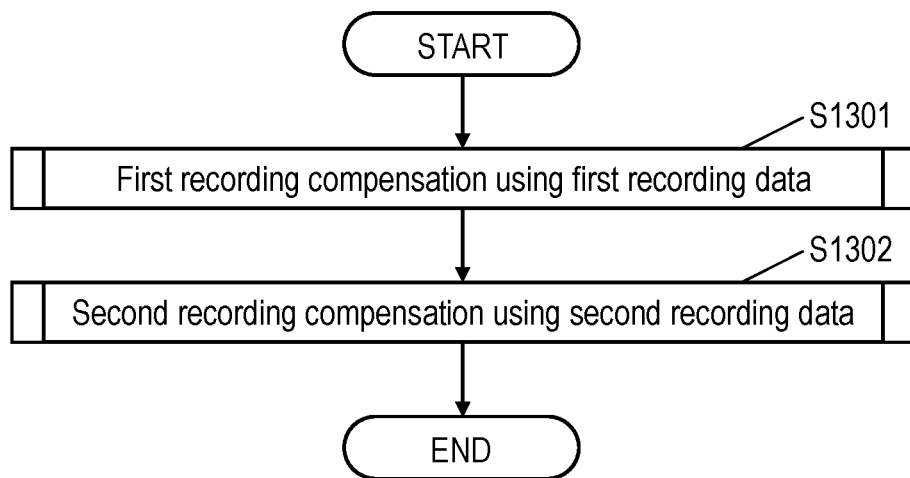 START
S1301
First recording compensation using first recording data
S1302
Second recording compensation using second recording data
END